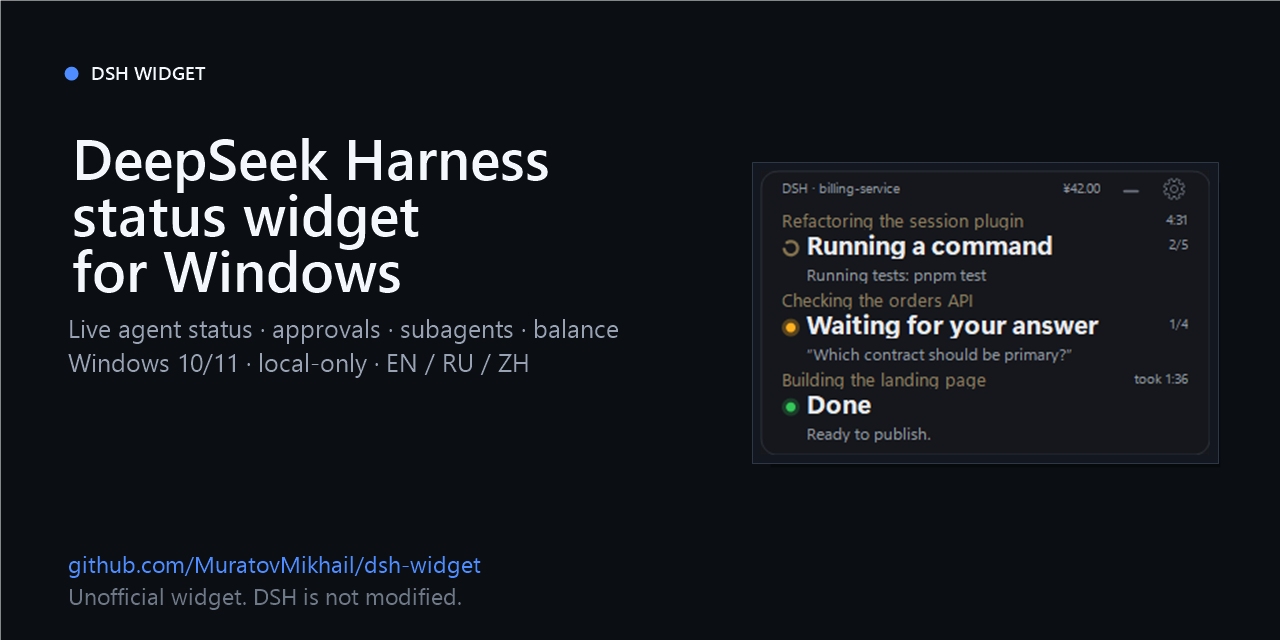 DSH WIDGET
DeepSeek Harness
status widget
for Windows
Live agent status · approvals · subagents · balance
Windows 10/11 · local-only · EN / RU / ZH
DSH · billing-service ¥42.00
Refactoring the session plugin 4:31
Running a command 2/5
Running tests: pnpm test
Checking the orders API
Waiting for your answer 1/4
"Which contract should be primary?"
Building the landing page took 1:36
Done
Ready to publish.
github.com/MuratovMikhail/dsh-widget
Unofficial widget. DSH is not modified.